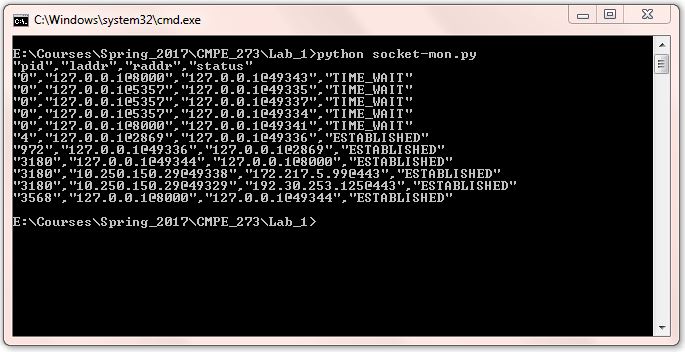 C:\Windows\system32\cmd.exe
E:\Courses\Spring_2017\CMPE_273\Lab_1>python socket-mon.py
"pid","laddr","raddr","status"
"0","127.0.0.1@8000","127.0.0.1@49343","TIME_WAIT"
"0","127.0.0.1@5357","127.0.0.1@49335","TIME_WAIT"
"0","127.0.0.1@5357","127.0.0.1@49337","TIME_WAIT"
"0","127.0.0.1@5357","127.0.0.1@49334","TIME_WAIT"
"0","127.0.0.1@8000","127.0.0.1@49341","TIME_WAIT"
"4","127.0.0.1@2869","127.0.0.1@49336","ESTABLISHED"
"972","127.0.0.1@49336","127.0.0.1@2869","ESTABLISHED"
"3180","127.0.0.1@49344","127.0.0.1@8000","ESTABLISHED"
"3180","10.250.150.29@49338","172.217.5.99@443","ESTABLISHED"
"3180","10.250.150.29@49329","192.30.253.125@443","ESTABLISHED"
"3568","127.0.0.1@8000","127.0.0.1@49344","ESTABLISHED"
E:\Courses\Spring_2017\CMPE_273\Lab_1>